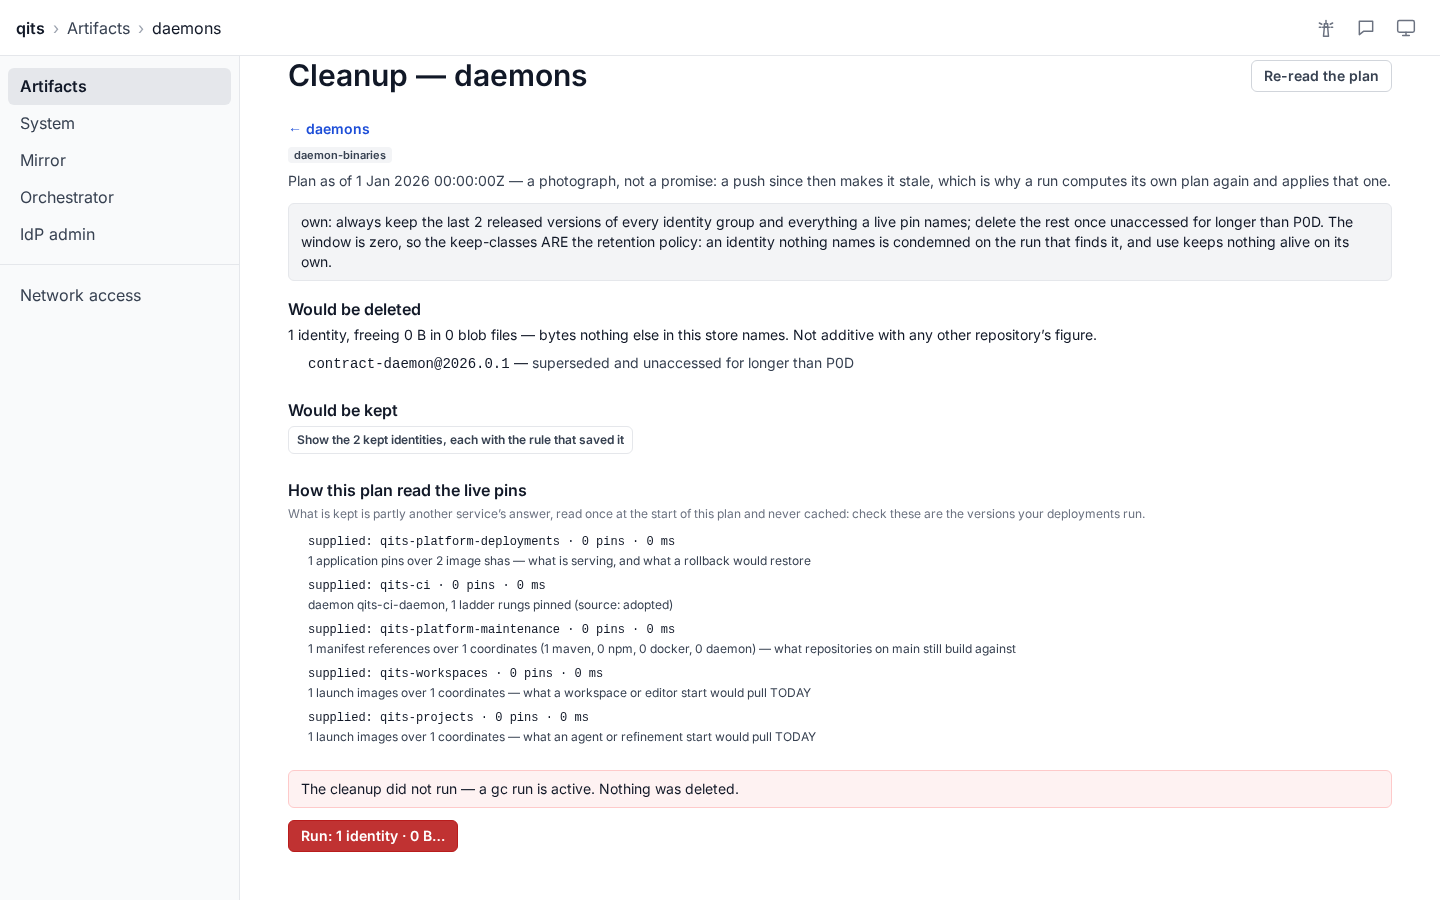 qits › Artifacts › daemons
Artifacts
System
Mirror
Orchestrator
IdP admin
Network access
Cleanup — daemons
Re-read the plan
← daemons
daemon-binaries
Plan as of 1 Jan 2026 00:00:00Z — a photograph, not a promise: a push since then makes it stale, which is why a run computes its own plan again and applies that one.
own: always keep the last 2 released versions of every identity group and everything a live pin names; delete the rest once unaccessed for longer than P0D. The
window is zero, so the keep-classes ARE the retention policy: an identity nothing names is condemned on the run that finds it, and use keeps nothing alive on its
own.
Would be deleted
1 identity, freeing 0 B in 0 blob files — bytes nothing else in this store names. Not additive with any other repository’s figure.
contract-daemon@2026.0.1 — superseded and unaccessed for longer than P0D
Would be kept
Show the 2 kept identities, each with the rule that saved it
How this plan read the live pins
What is kept is partly another service’s answer, read once at the start of this plan and never cached: check these are the versions your deployments run.
supplied: qits-platform-deployments · 0 pins · 0 ms
1 application pins over 2 image shas — what is serving, and what a rollback would restore
supplied: qits-ci · 0 pins · 0 ms
daemon qits-ci-daemon, 1 ladder rungs pinned (source: adopted)
supplied: qits-platform-maintenance · 0 pins · 0 ms
1 manifest references over 1 coordinates (1 maven, 0 npm, 0 docker, 0 daemon) — what repositories on main still build against
supplied: qits-workspaces · 0 pins · 0 ms
1 launch images over 1 coordinates — what a workspace or editor start would pull TODAY
supplied: qits-projects · 0 pins · 0 ms
1 launch images over 1 coordinates — what an agent or refinement start would pull TODAY
The cleanup did not run — a gc run is active. Nothing was deleted.
Run: 1 identity · 0 B…